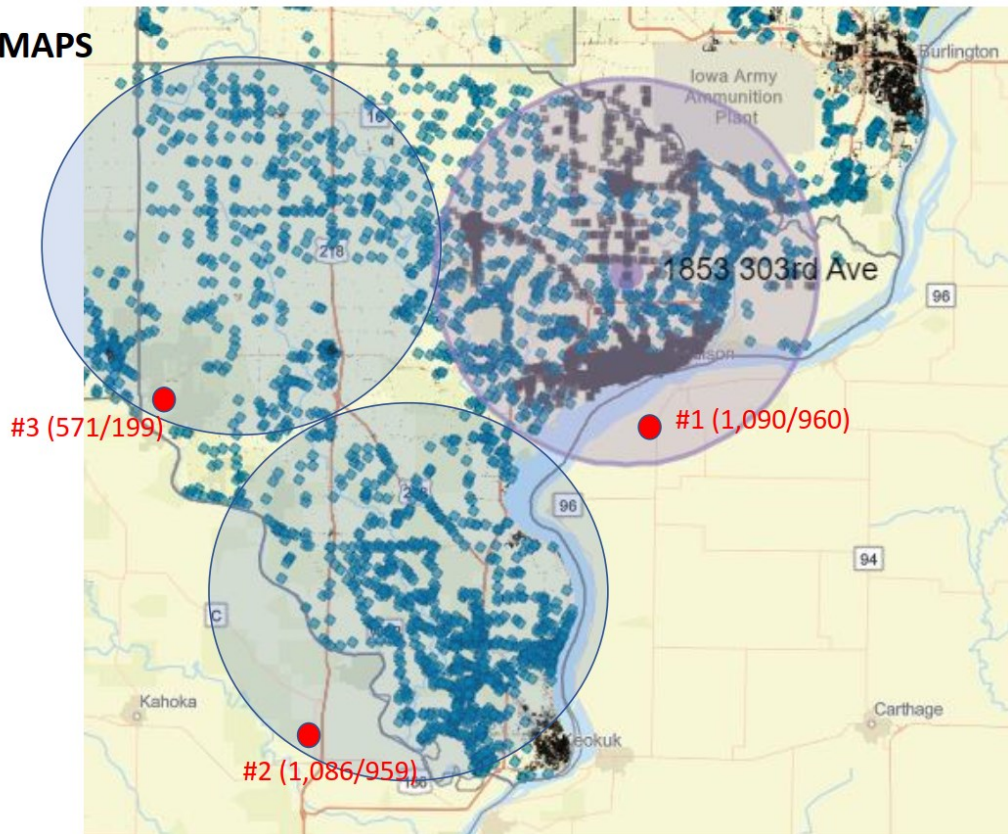 MAPS
Burlington
Iowa Army
Ammunition
Plant
16
218
1853 303rd Ave
96
#3 (571/199)
#1 (1,090/960)
96
94
C
Kahoka
Carthage
#2 (1,086/959)